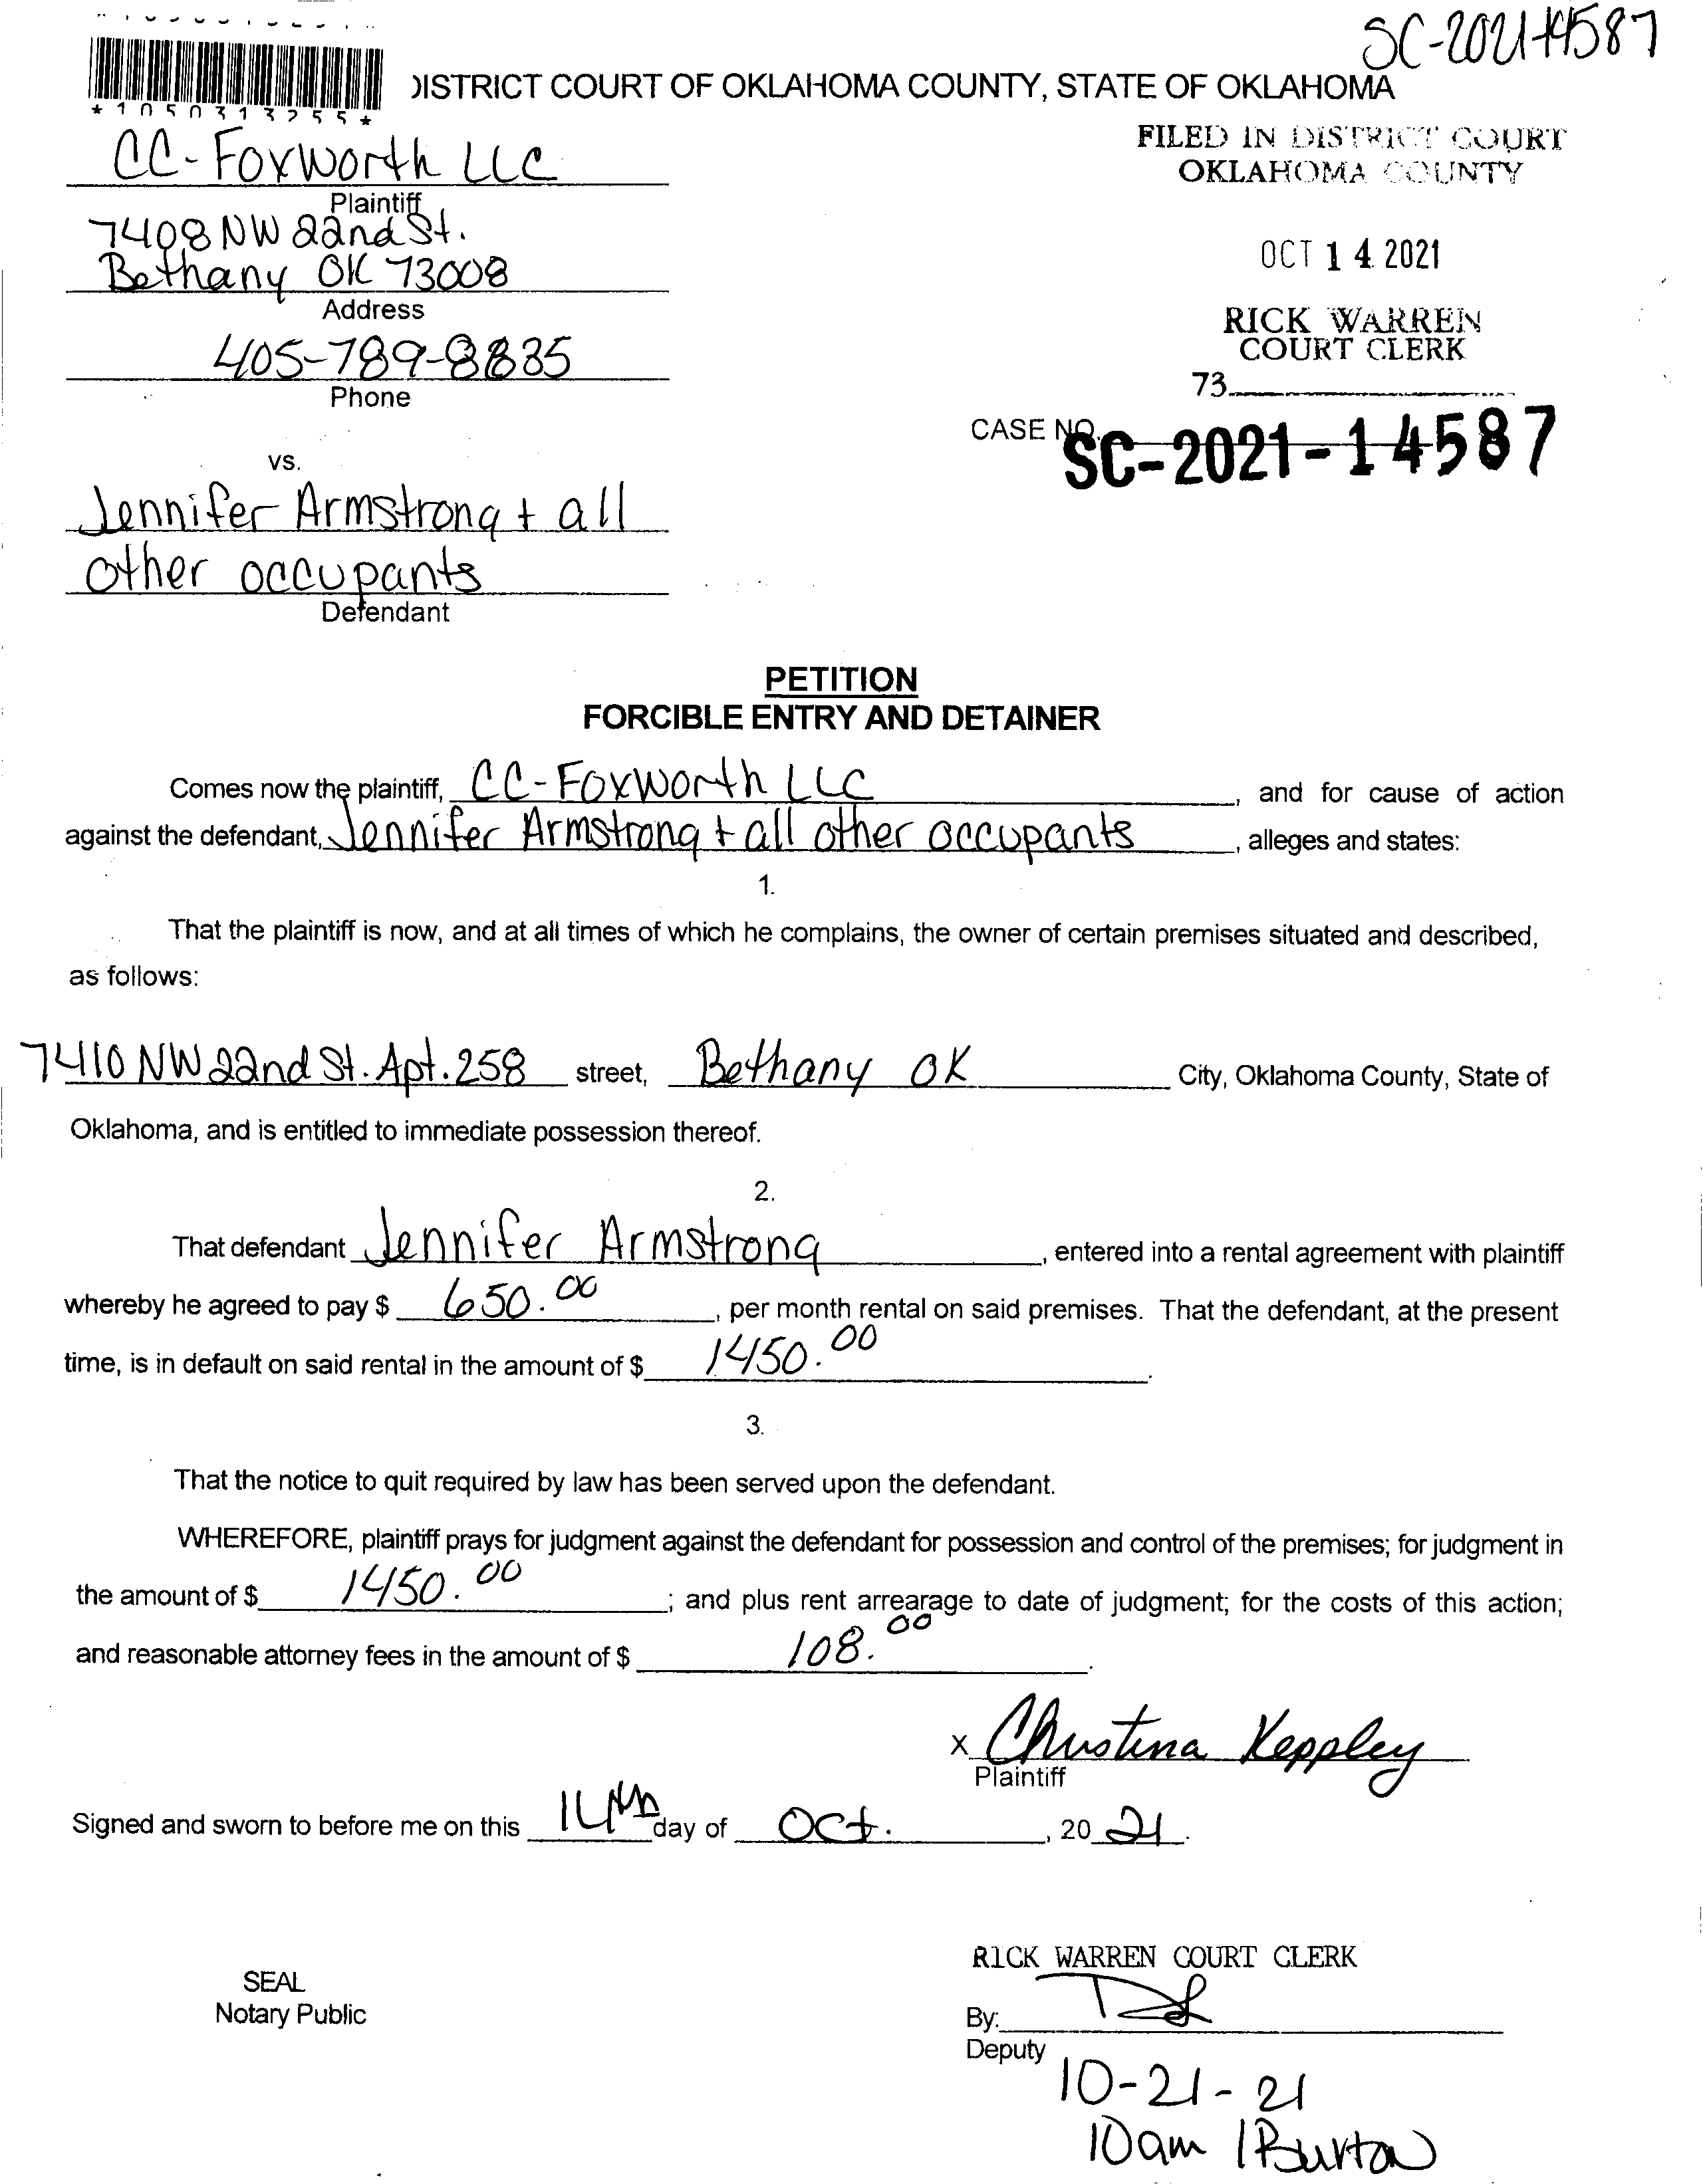 SC-2021-14587
DISTRICT COURT OF OKLAHOMA COUNTY, STATE OF OKLAHOMA
*1050313255*
FILED IN DISTRICT COURT
OKLAHOMA COUNTY
OCT 14 2021
RICK WARREN
COURT CLERK
73
CASE NO. SC-2021-14587
CC-Foxworth LLC
Plaintiff
7408 NW 22nd St.
Bethany OK 73008
Address
405-789-8835
Phone
vs.
Jennifer Armstrong + all
other occupants
Defendant
PETITION
FORCIBLE ENTRY AND DETAINER
Comes now the plaintiff, CC-Foxworth LLC, and for cause of action
against the defendant, Jennifer Armstrong + all other occupants, alleges and states:
1.
That the plaintiff is now, and at all times of which he complains, the owner of certain premises situated and described,
as follows:
7410 NW 22nd St. Apt. 258 street, Bethany OK City, Oklahoma County, State of
Oklahoma, and is entitled to immediate possession thereof.
2.
That defendant Jennifer Armstrong, entered into a rental agreement with plaintiff
whereby he agreed to pay $ 650.00, per month rental on said premises. That the defendant, at the present
time, is in default on said rental in the amount of $ 1450.00.
3.
That the notice to quit required by law has been served upon the defendant.
WHEREFORE, plaintiff prays for judgment against the defendant for possession and control of the premises; for judgment in
the amount of $ 1450.00; and plus rent arrearage to date of judgment; for the costs of this action;
and reasonable attorney fees in the amount of $ 108.00.
X Christina Keppley
Plaintiff
Signed and sworn to before me on this 14th day of Oct., 20 21.
SEAL
Notary Public
RICK WARREN COURT CLERK
By:
Deputy
10-21-21
10am / Burton